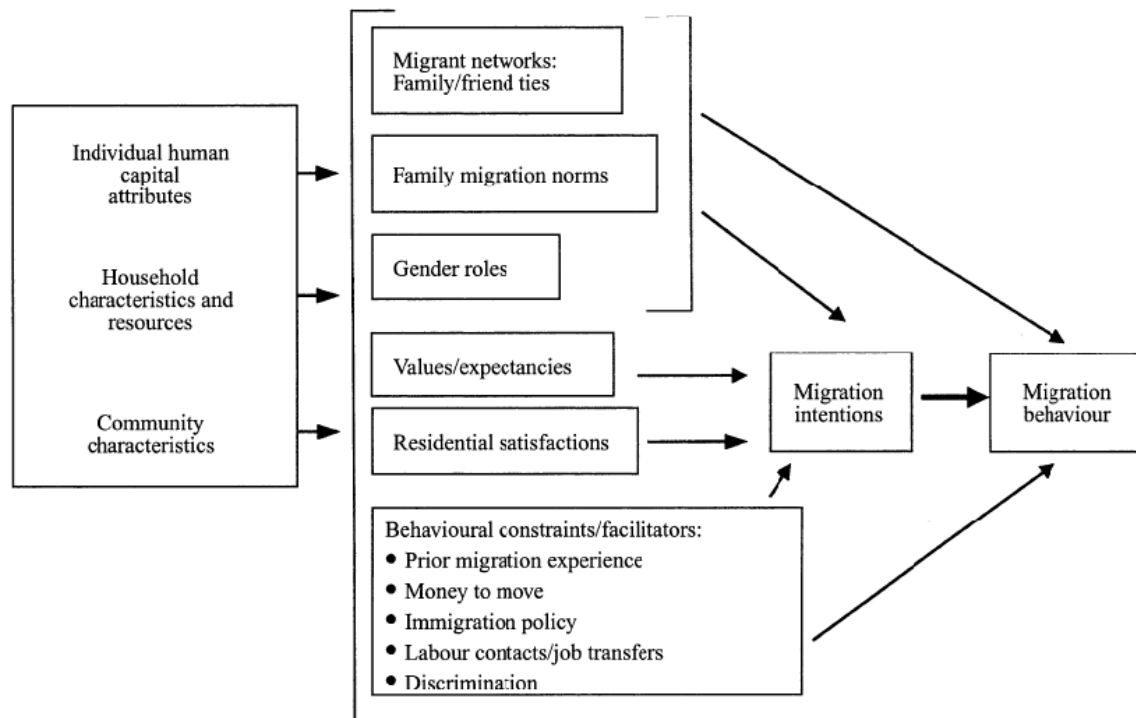 Individual human
capital
attributes
Household
characteristics and
resources
Community
characteristics
Migrant networks:
Family/friend ties
Family migration norms
Gender roles
Values/expectancies
Residential satisfactions
Behavioural constraints/facilitators:
• Prior migration experience
• Money to move
• Immigration policy
• Labour contacts/job transfers
• Discrimination
Migration
intentions
Migration
behaviour